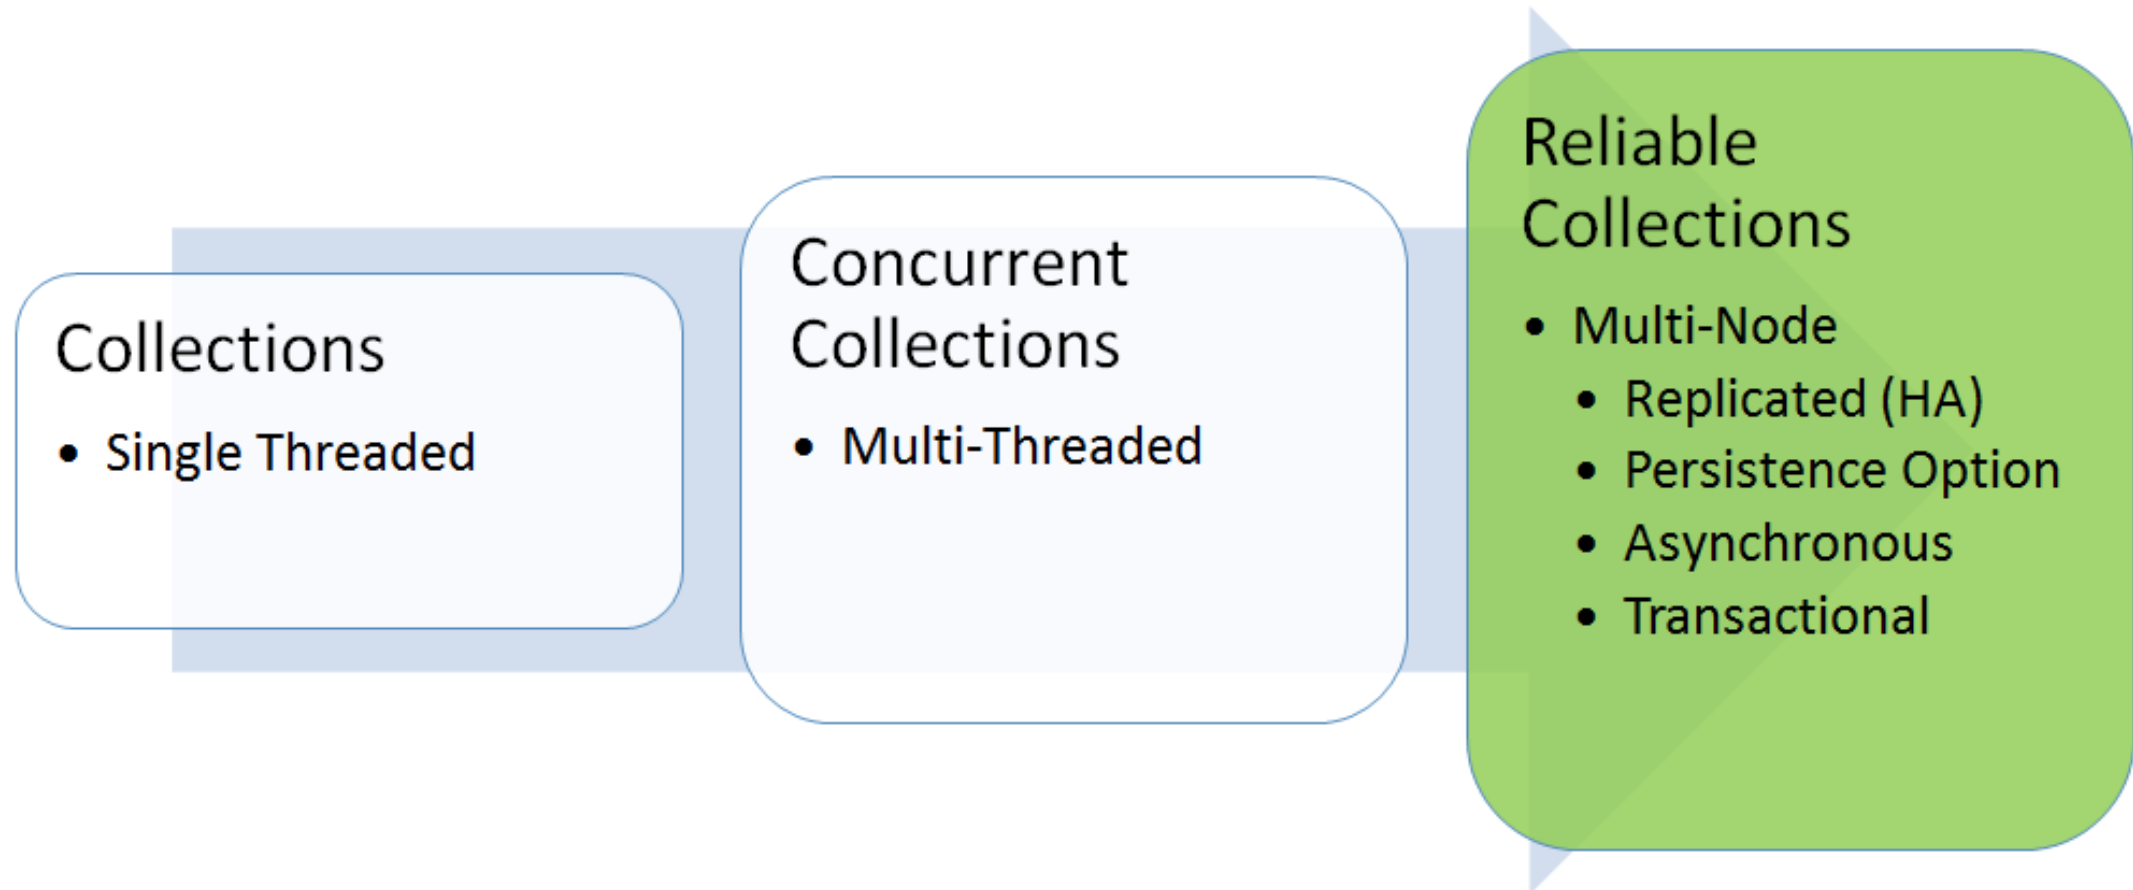 Collections
• Single Threaded
Concurrent
Collections
• Multi-Threaded
Reliable
Collections
• Multi-Node
• Replicated (HA)
• Persistence Option
• Asynchronous
• Transactional